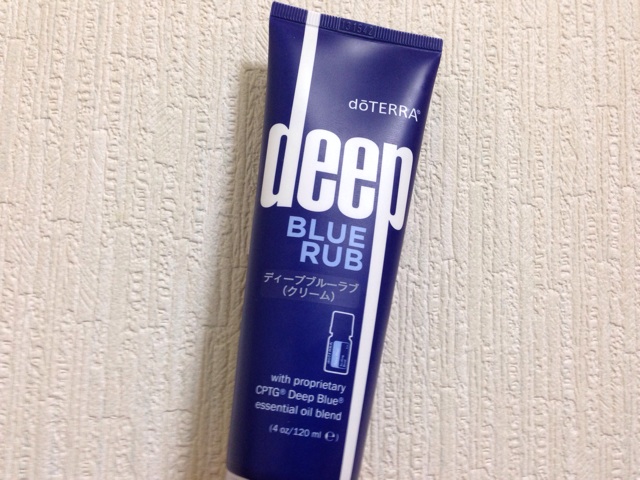 dōTERRA®
deep
BLUE
RUB
ディープブルーラブ
(クリーム)
with proprietary
CPTG® Deep Blue®
essential oil blend
(4 oz/120 ml ℮)